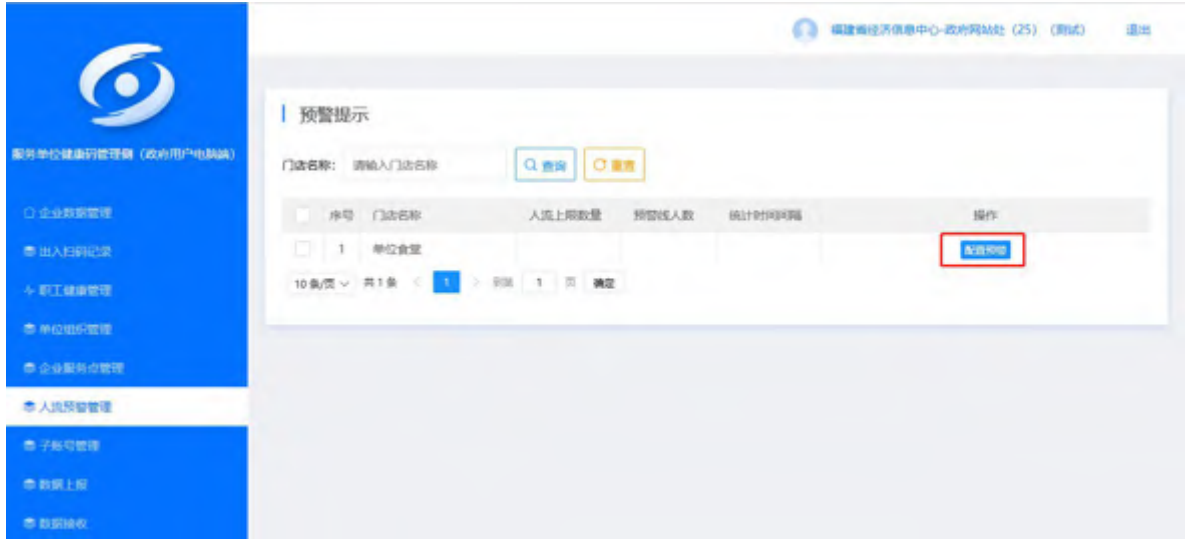 福建省经济信息中心-政府网站处（25）（测试） 退出
服务单位健康码管理侧（政府用户电脑端）
企业数据管理
出入扫码记录
职工健康管理
单位组织管理
企业服务点管理
人流预警管理
子账号管理
数据上报
数据接收
预警提示
门店名称： 请输入门店名称 查询 重置
序号 门店名称 人流上限数量 预警线人数 统计时间间隔 操作
1 单位食堂 配置预警
10 条/页 共 1 条 < 1 > 到第 1 页 确定